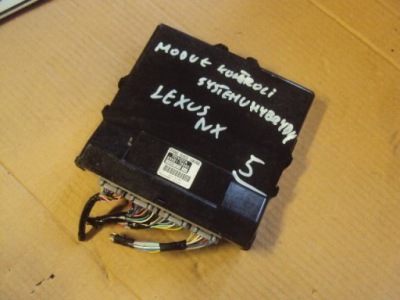 MODUŁ KONTROLI
SYSTEMU HYBRYDY
LEXUS
NX
5